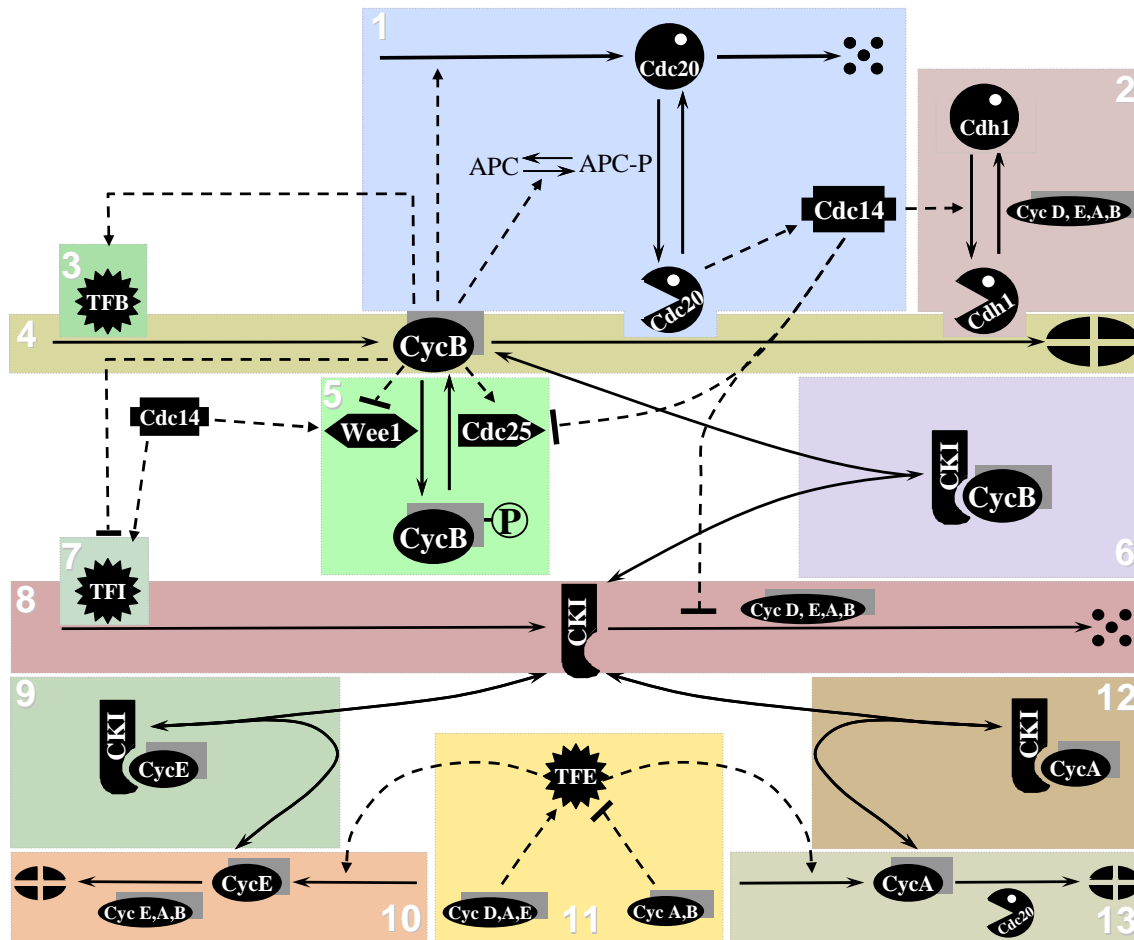 1
Cdc20
2
Cdh1
APC
APC-P
Cdc14
Cyc D, E,A,B
3
TFB
Cdc20
Cdh1
4
CycB
5
Cdc14
Wee1
Cdc25
CKI
CycB
CycB
P
6
7
TFI
8
Cyc D, E,A,B
CKI
9
12
CKI
CycE
CKI
CycA
TFE
CycE
CycA
Cyc E,A,B
10
Cyc D,A,E
11
Cyc A,B
Cdc20
13